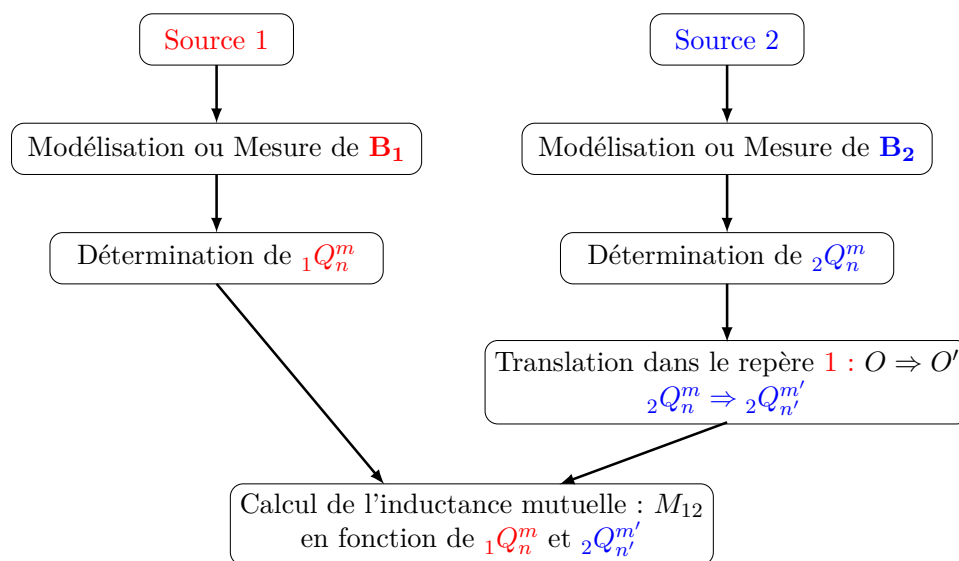 Source 1
Source 2
Modélisation ou Mesure de B₁
Modélisation ou Mesure de B₂
Détermination de ₁Qₙᵐ
Détermination de ₂Qₙᵐ
Translation dans le repère 1 : O ⇒ O′
₂Qₙᵐ ⇒ ₂Qₙ′ᵐ′
Calcul de l'inductance mutuelle : M₁₂
en fonction de ₁Qₙᵐ et ₂Qₙ′ᵐ′